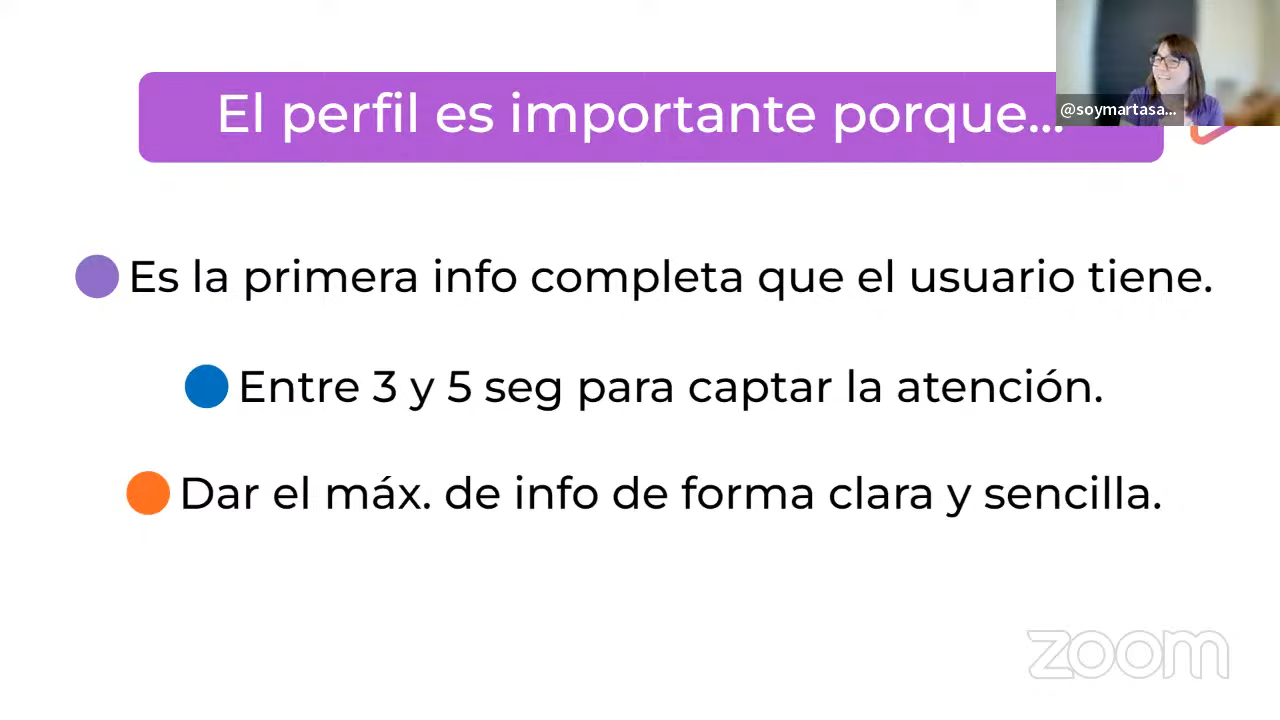 El perfil es importante porque...
@soymartasa...
Es la primera info completa que el usuario tiene.
Entre 3 y 5 seg para captar la atención.
Dar el máx. de info de forma clara y sencilla.
zoom